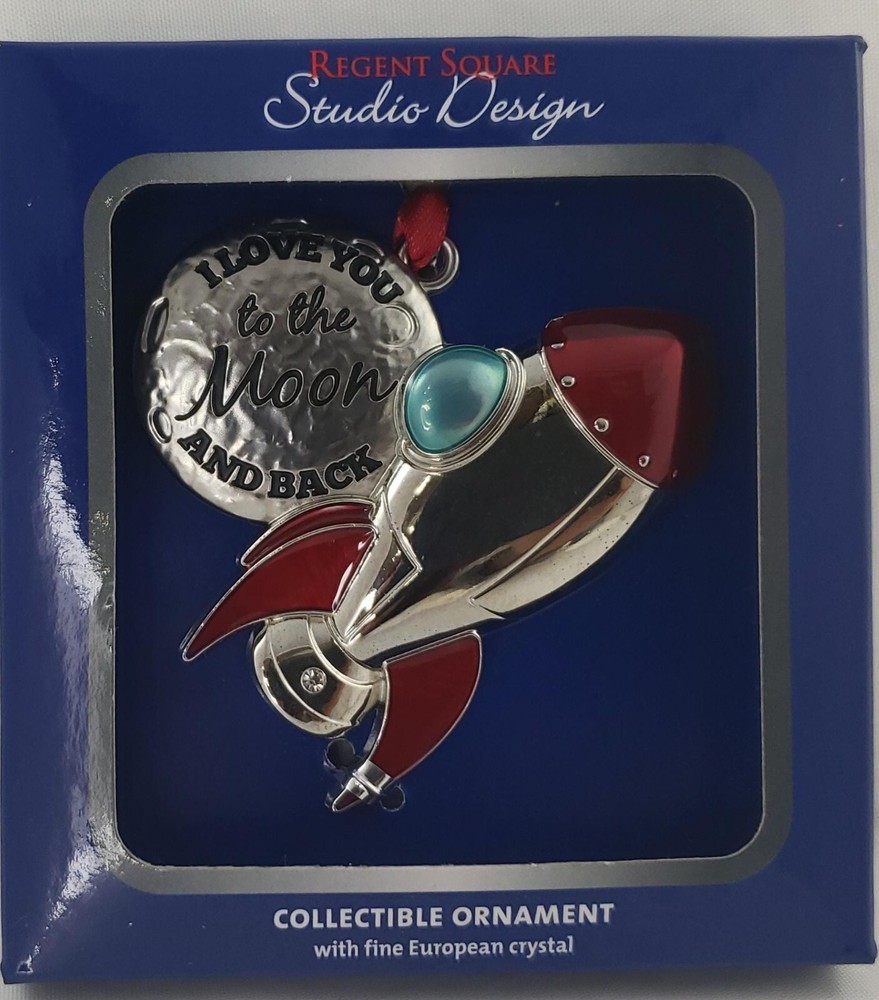 REGENT SQUARE
Studio Design
I LOVE YOU
to the
Moon
AND BACK
COLLECTIBLE ORNAMENT
with fine European crystal